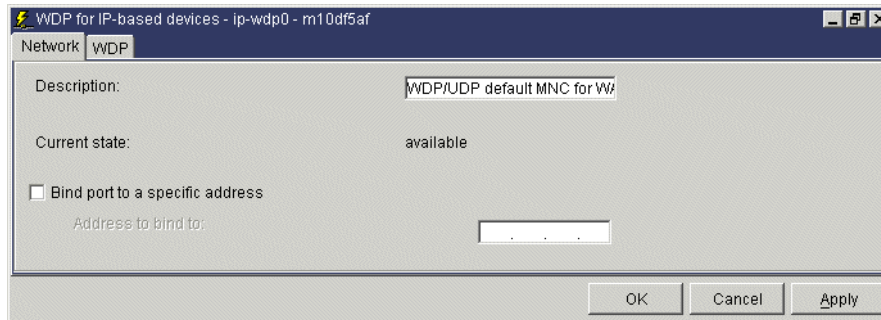 WDP for IP-based devices - ip-wdp0 - m10df5af
Network WDP
Description: WDP/UDP default MNC for WA
Current state: available
Bind port to a specific address
Address to bind to: . . .
OK Cancel Apply